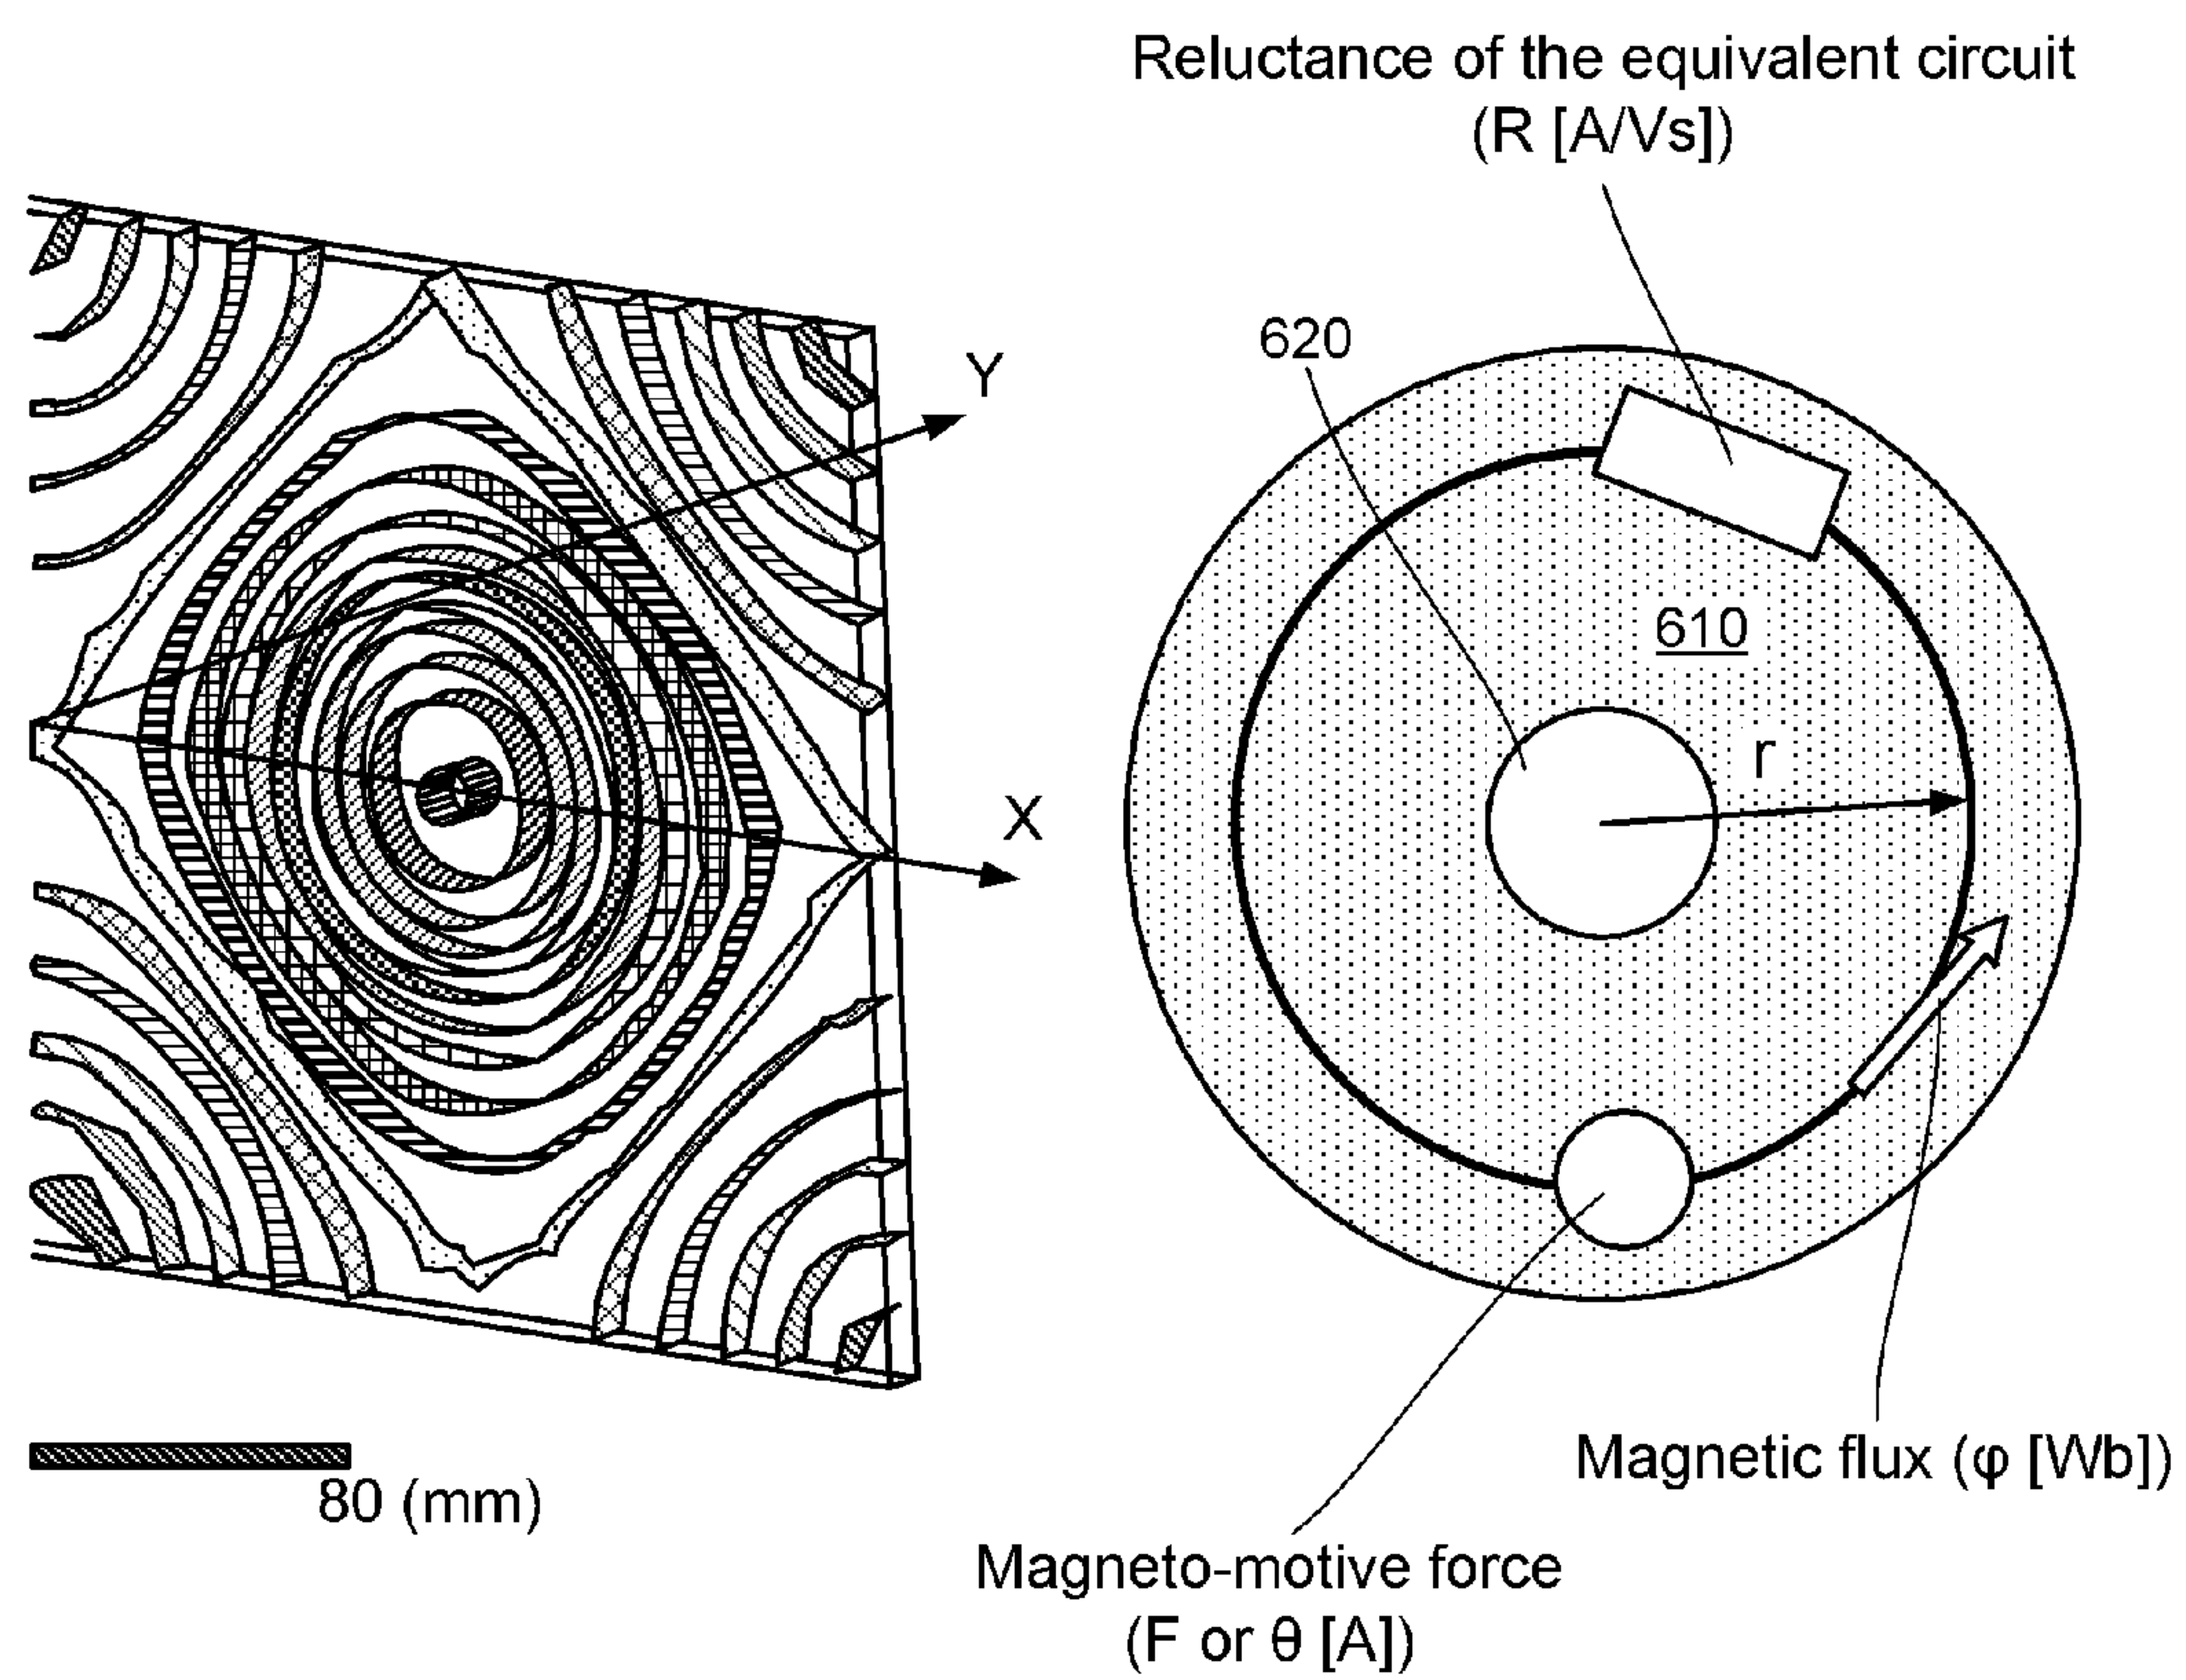 Reluctance of the equivalent circuit
(R [A/Vs])
620
Y
610
r
X
Magnetic flux (φ [Wb])
80 (mm)
Magneto-motive force
(F or θ [A])